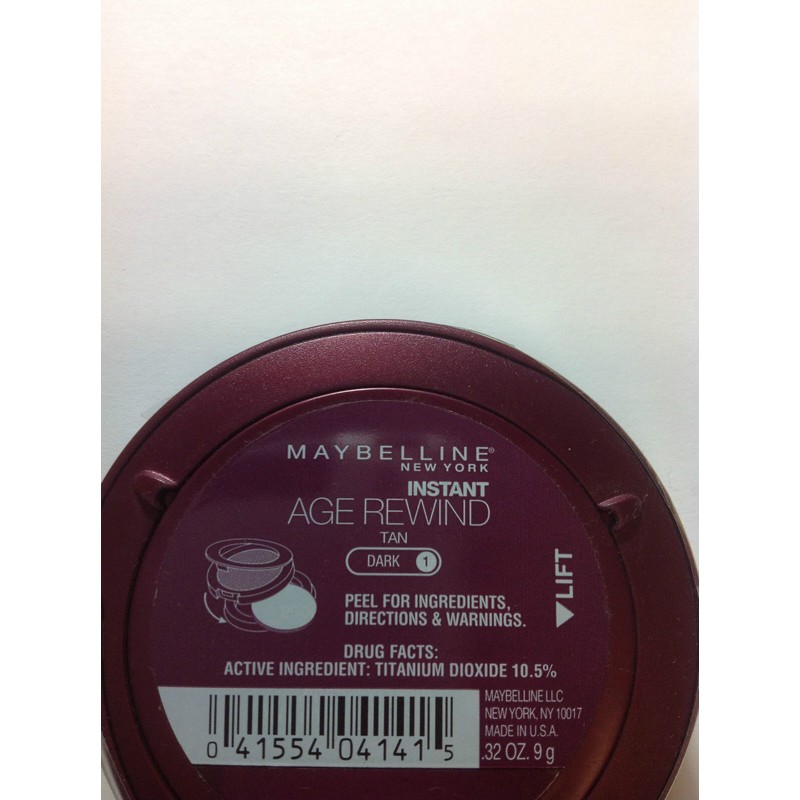 MAYBELLINE®
NEW YORK
INSTANT
AGE REWIND
TAN
DARK 1
PEEL FOR INGREDIENTS,
DIRECTIONS & WARNINGS.
LIFT
DRUG FACTS:
ACTIVE INGREDIENT: TITANIUM DIOXIDE 10.5%
MAYBELLINE LLC
NEW YORK, NY 10017
MADE IN U.S.A.
.32 OZ. 9 g
0 41554 04141 5